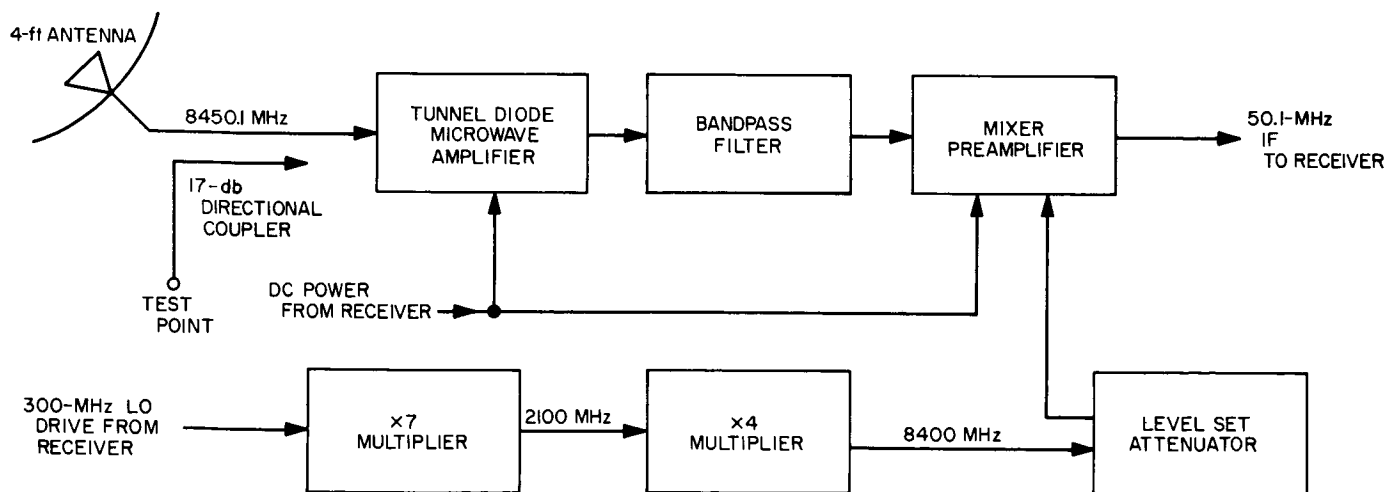 4-ft ANTENNA
8450.1 MHz
17-db
DIRECTIONAL
COUPLER
TEST
POINT
TUNNEL DIODE
MICROWAVE
AMPLIFIER
BANDPASS
FILTER
MIXER
PREAMPLIFIER
50.1-MHz
IF
TO RECEIVER
DC POWER
FROM RECEIVER
300-MHz LO
DRIVE FROM
RECEIVER
×7
MULTIPLIER
2100 MHz
×4
MULTIPLIER
8400 MHz
LEVEL SET
ATTENUATOR